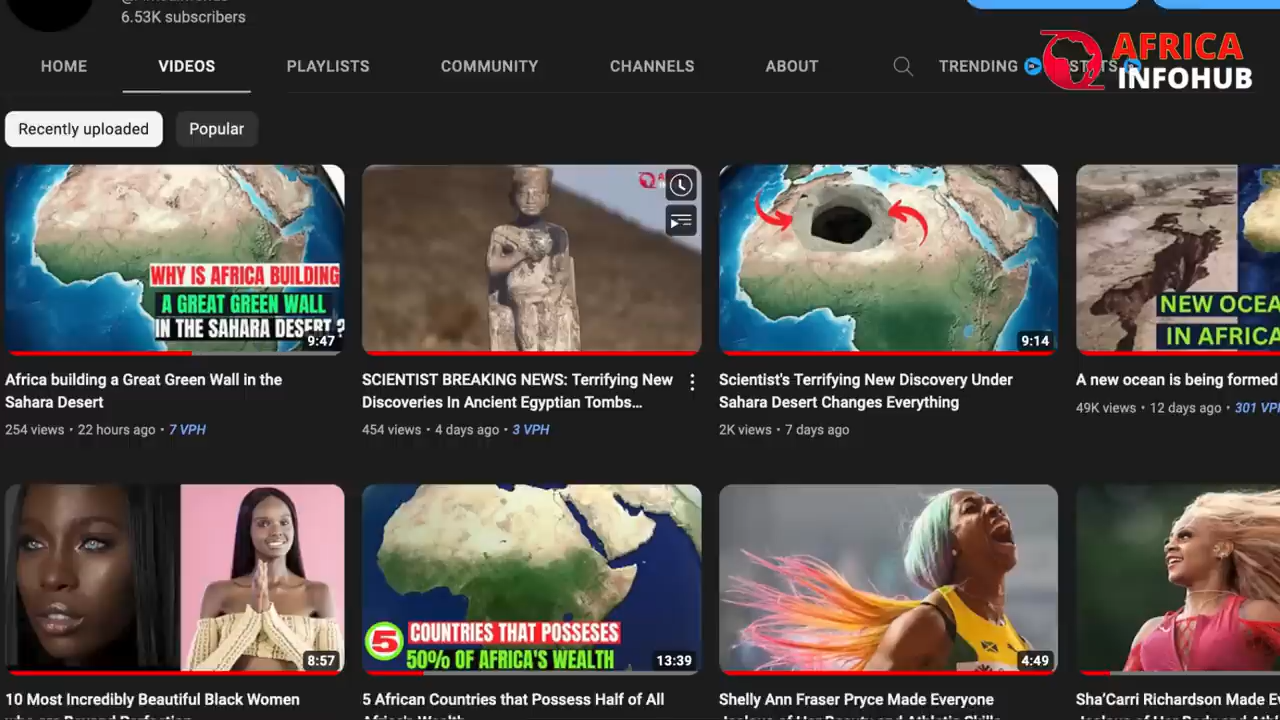 6.53K subscribers
HOME
VIDEOS
PLAYLISTS
COMMUNITY
CHANNELS
ABOUT
TRENDING
STATS
AFRICA
INFOHUB
Recently uploaded
Popular
WHY IS AFRICA BUILDING
A GREAT GREEN WALL
IN THE SAHARA DESERT ?
9:47
9:14
NEW OCEA
IN AFRICA
Africa building a Great Green Wall in the
Sahara Desert
254 views • 22 hours ago • 7 VPH
SCIENTIST BREAKING NEWS: Terrifying New
Discoveries In Ancient Egyptian Tombs...
454 views • 4 days ago • 3 VPH
Scientist's Terrifying New Discovery Under
Sahara Desert Changes Everything
2K views • 7 days ago
A new ocean is being formed
49K views • 12 days ago • 301 VPH
8:57
5 COUNTRIES THAT POSSESES
50% OF AFRICA'S WEALTH
13:39
4:49
10 Most Incredibly Beautiful Black Women
5 African Countries that Possess Half of All
Shelly Ann Fraser Pryce Made Everyone
Sha'Carri Richardson Made E